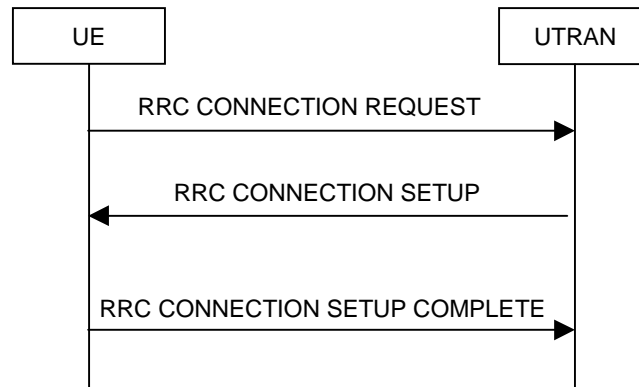 UE
UTRAN
RRC CONNECTION REQUEST
RRC CONNECTION SETUP
RRC CONNECTION SETUP COMPLETE